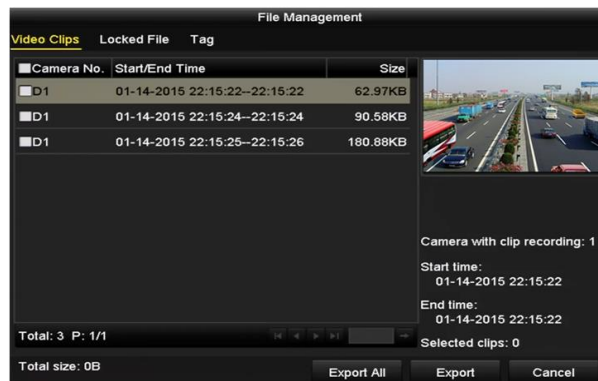 File Management
Video Clips Locked File Tag
Camera No. Start/End Time Size
D1 01-14-2015 22:15:22--22:15:22 62.97KB
D1 01-14-2015 22:15:24--22:15:24 90.58KB
D1 01-14-2015 22:15:25--22:15:26 180.88KB
Camera with clip recording: 1
Start time:
01-14-2015 22:15:22
End time:
01-14-2015 22:15:22
Selected clips: 0
Total: 3 P: 1/1
Total size: 0B
Export All Export Cancel